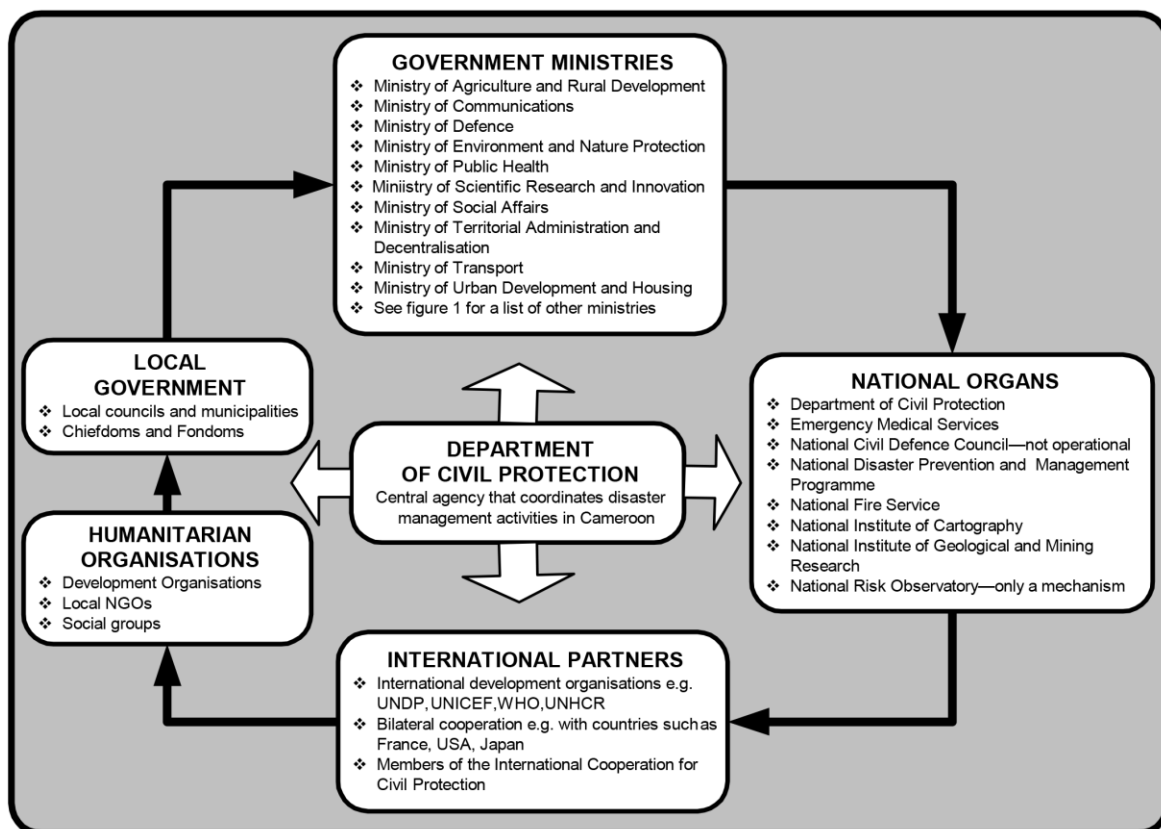 GOVERNMENT MINISTRIES
❖ Ministry of Agriculture and Rural Development
❖ Ministry of Communications
❖ Ministry of Defence
❖ Ministry of Environment and Nature Protection
❖ Ministry of Public Health
❖ Miniistry of Scientific Research and Innovation
❖ Ministry of Social Affairs
❖ Ministry of Territorial Administration and
Decentralisation
❖ Ministry of Transport
❖ Ministry of Urban Development and Housing
❖ See figure 1 for a list of other ministries
LOCAL
GOVERNMENT
❖ Local councils and municipalities
❖ Chiefdoms and Fondoms
DEPARTMENT
OF CIVIL PROTECTION
Central agency that coordinates disaster
management activities in Cameroon
NATIONAL ORGANS
❖ Department of Civil Protection
❖ Emergency Medical Services
❖ National Civil Defence Council—not operational
❖ National Disaster Prevention and Management
Programme
❖ National Fire Service
❖ National Institute of Cartography
❖ National Institute of Geological and Mining
Research
❖ National Risk Observatory—only a mechanism
HUMANITARIAN
ORGANISATIONS
❖ Development Organisations
❖ Local NGOs
❖ Social groups
INTERNATIONAL PARTNERS
❖ International development organisations e.g.
UNDP,UNICEF,WHO,UNHCR
❖ Bilateral cooperation e.g. with countries such as
France, USA, Japan
❖ Members of the International Cooperation for
Civil Protection